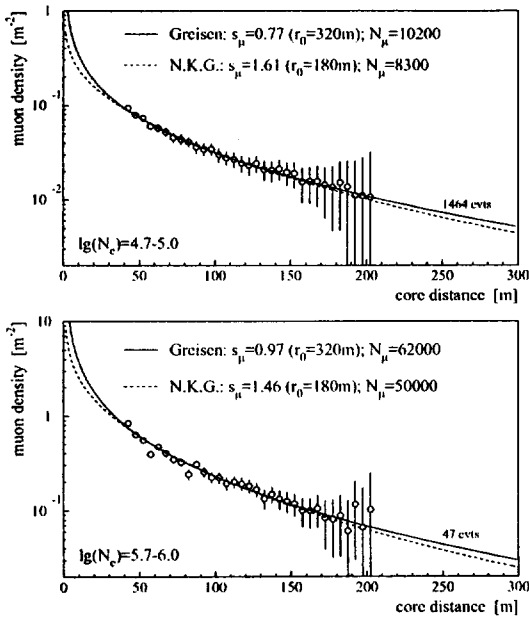 muon density [m⁻²]
1
10⁻¹
10⁻²
Greisen: sμ=0.77 (r₀=320m); Nμ=10200
N.K.G.: sμ=1.61 (r₀=180m); Nμ=8300
1464 evts
lg(Nₑ)=4.7-5.0
0 50 100 150 200 250 300
core distance [m]
muon density [m⁻²]
10
1
10⁻¹
Greisen: sμ=0.97 (r₀=320m); Nμ=62000
N.K.G.: sμ=1.46 (r₀=180m); Nμ=50000
47 evts
lg(Nₑ)=5.7-6.0
0 50 100 150 200 250 300
core distance [m]